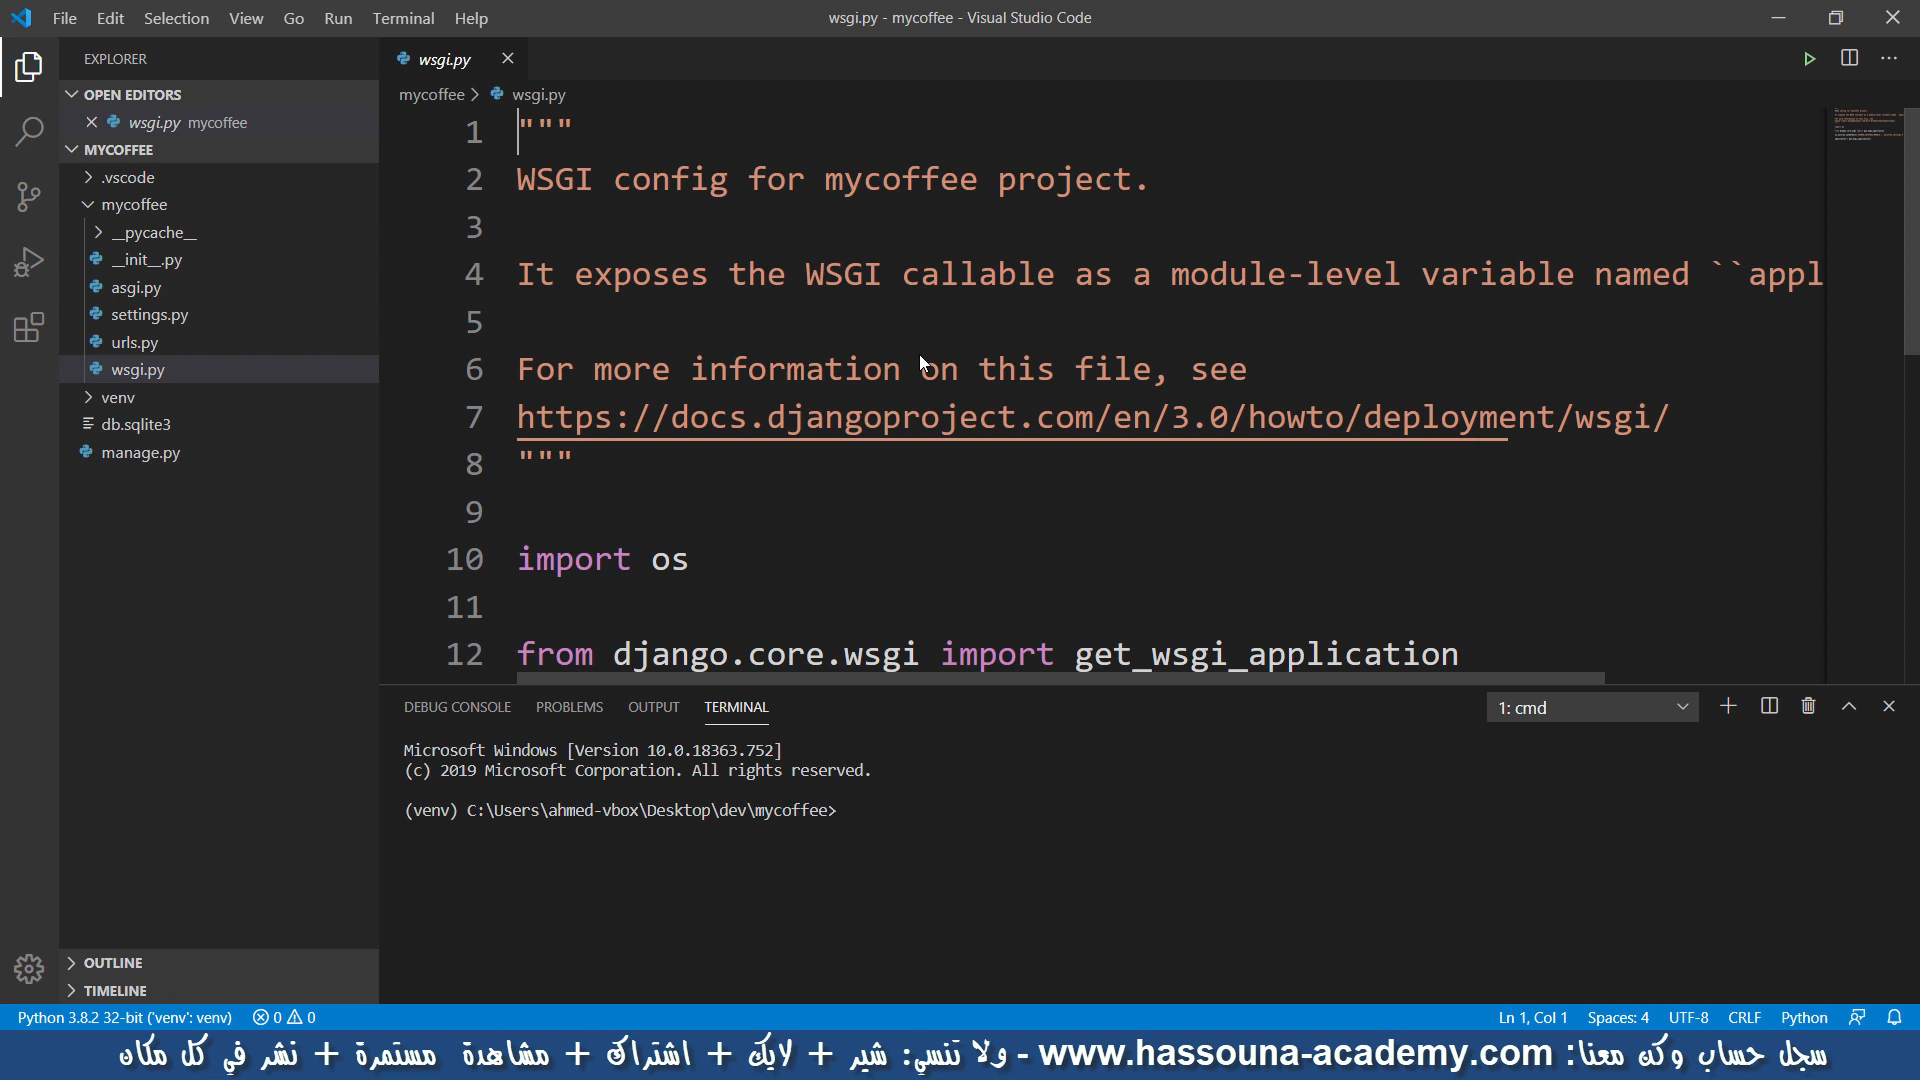 File Edit Selection View Go Run Terminal Help
wsgi.py - mycoffee - Visual Studio Code
EXPLORER
OPEN EDITORS
wsgi.py mycoffee
MYCOFFEE
.vscode
mycoffee
__pycache__
__init__.py
asgi.py
settings.py
urls.py
wsgi.py
venv
db.sqlite3
manage.py
OUTLINE
TIMELINE
wsgi.py
mycoffee > wsgi.py
1 """
2 WSGI config for mycoffee project.
3
4 It exposes the WSGI callable as a module-level variable named ``appl
5
6 For more information on this file, see
7 https://docs.djangoproject.com/en/3.0/howto/deployment/wsgi/
8 """
9
10 import os
11
12 from django.core.wsgi import get_wsgi_application
DEBUG CONSOLE PROBLEMS OUTPUT TERMINAL
1: cmd
Microsoft Windows [Version 10.0.18363.752]
(c) 2019 Microsoft Corporation. All rights reserved.
(venv) C:\Users\ahmed-vbox\Desktop\dev\mycoffee>
Python 3.8.2 32-bit ('venv': venv) 0 0
Ln 1, Col 1 Spaces: 4 UTF-8 CRLF Python
سجل حساب وكن معنا: www.hassouna-academy.com - ولا تنسي: شير + لايك + اشتراك + مشاهدة مستمرة + نشر في كل مكان